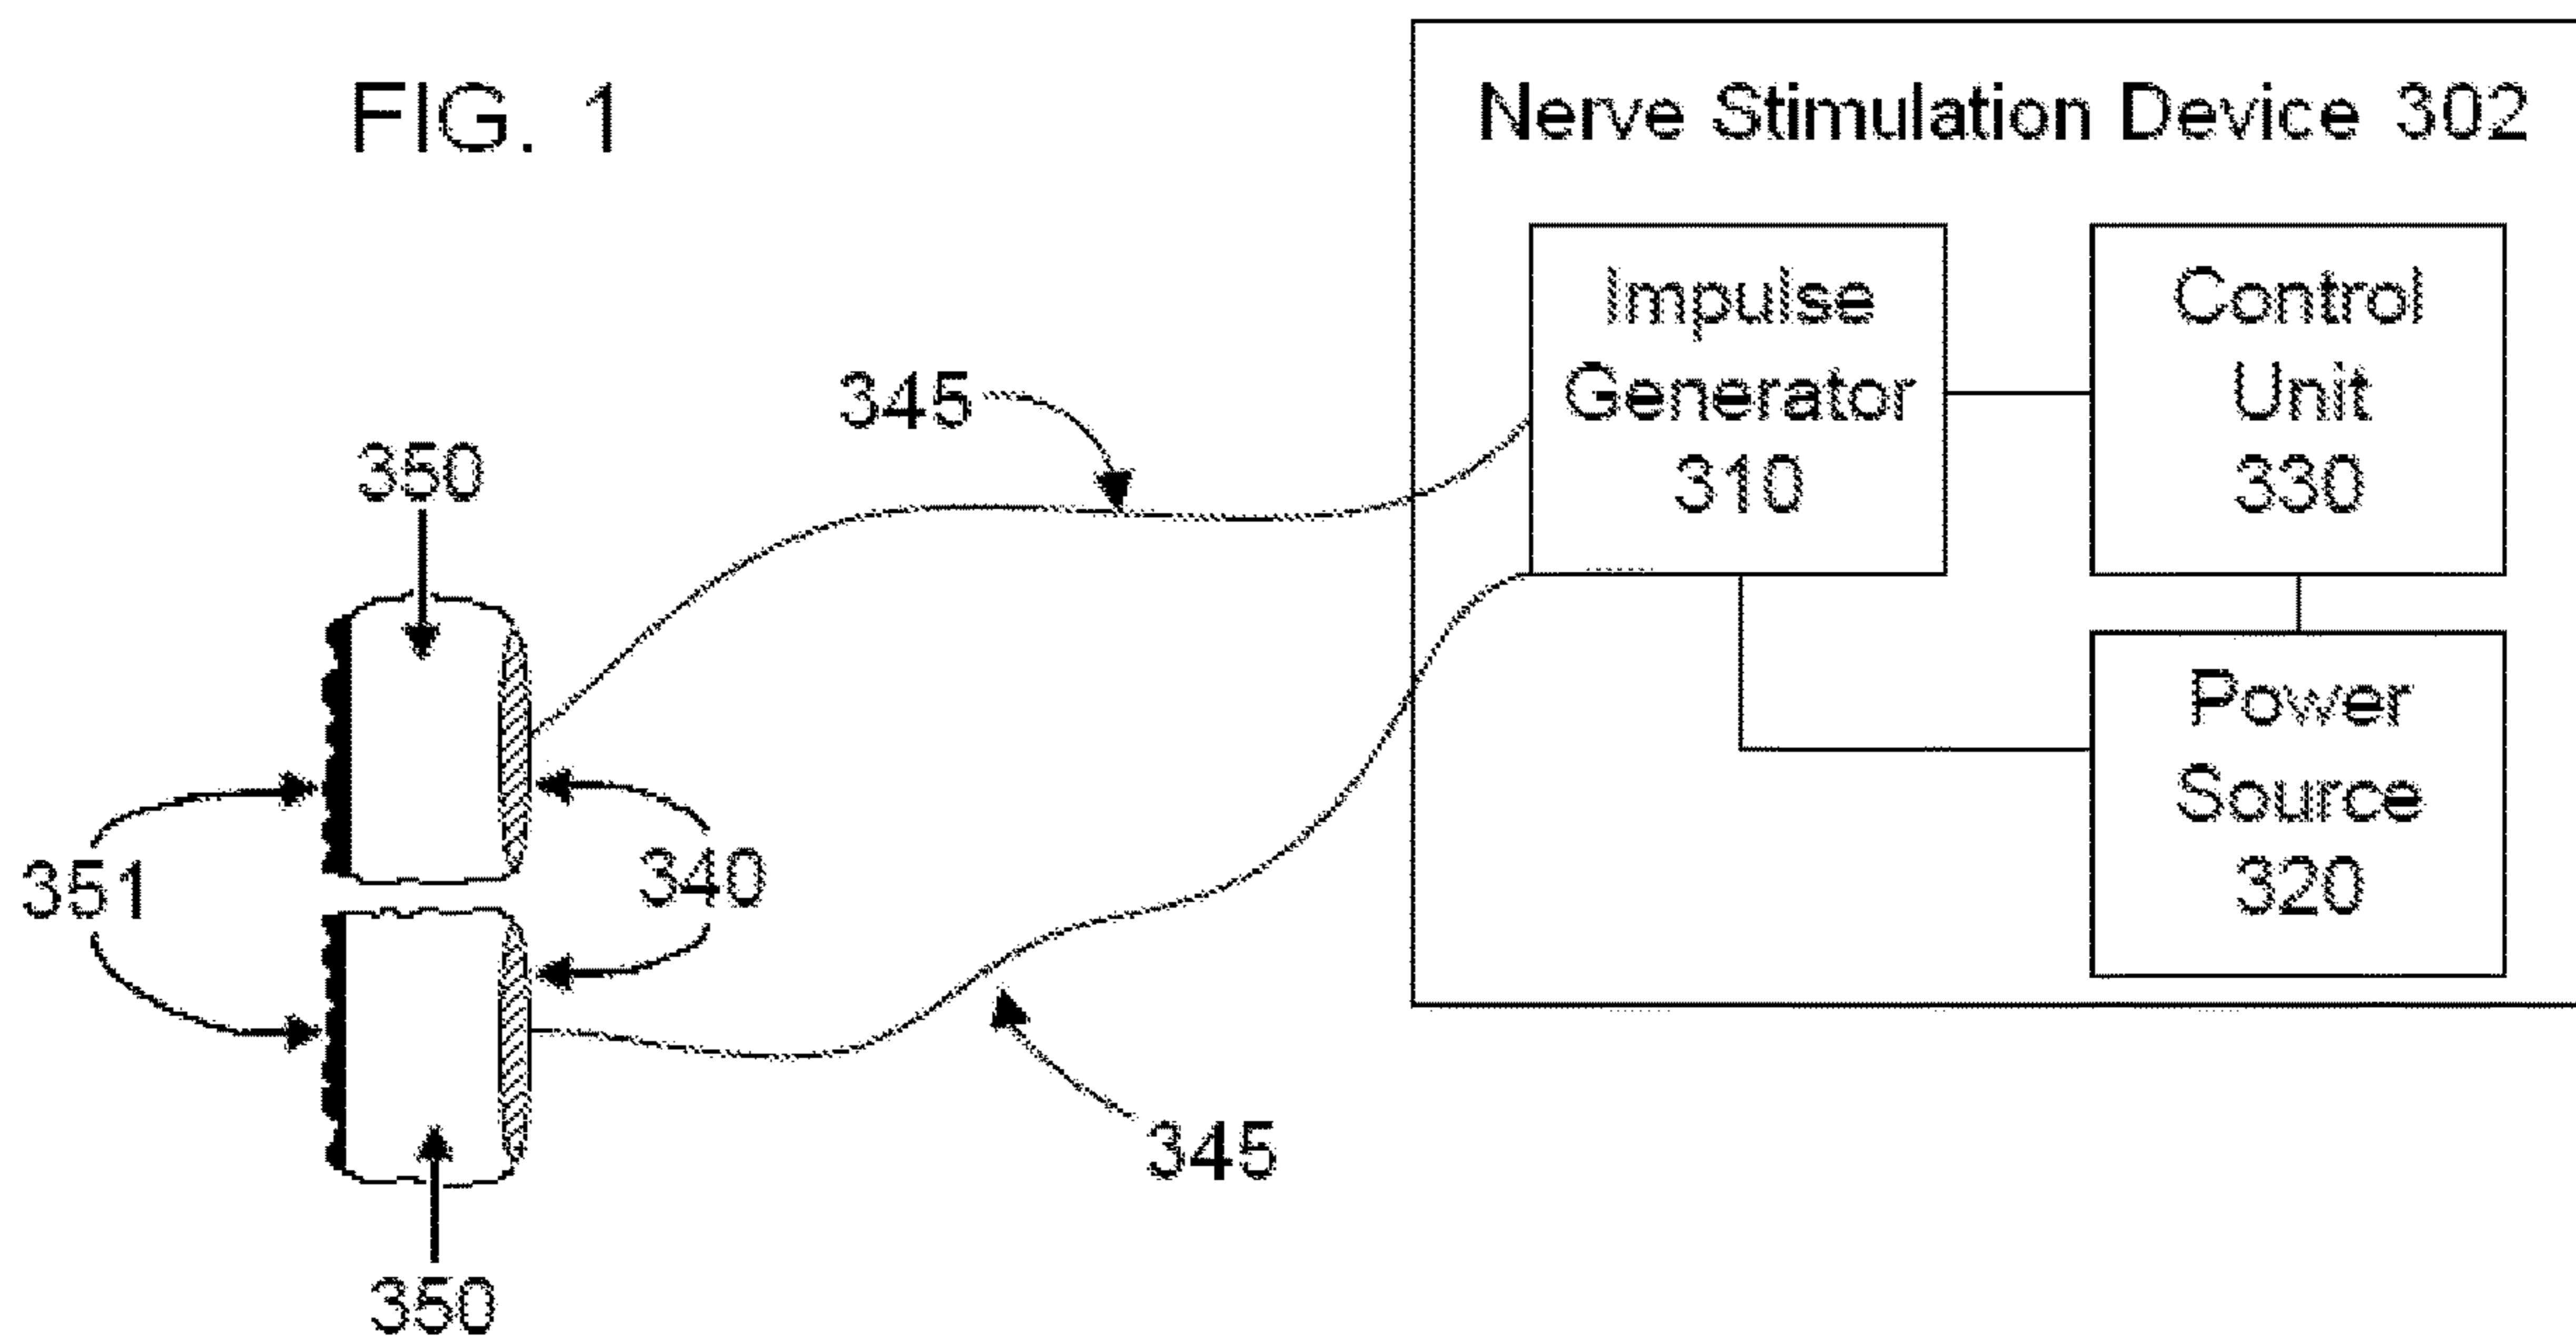 FIG. 1
Nerve Stimulation Device 302
Impulse
Generator
310
Control
Unit
330
Power
Source
320
345
350
351
340
345
350